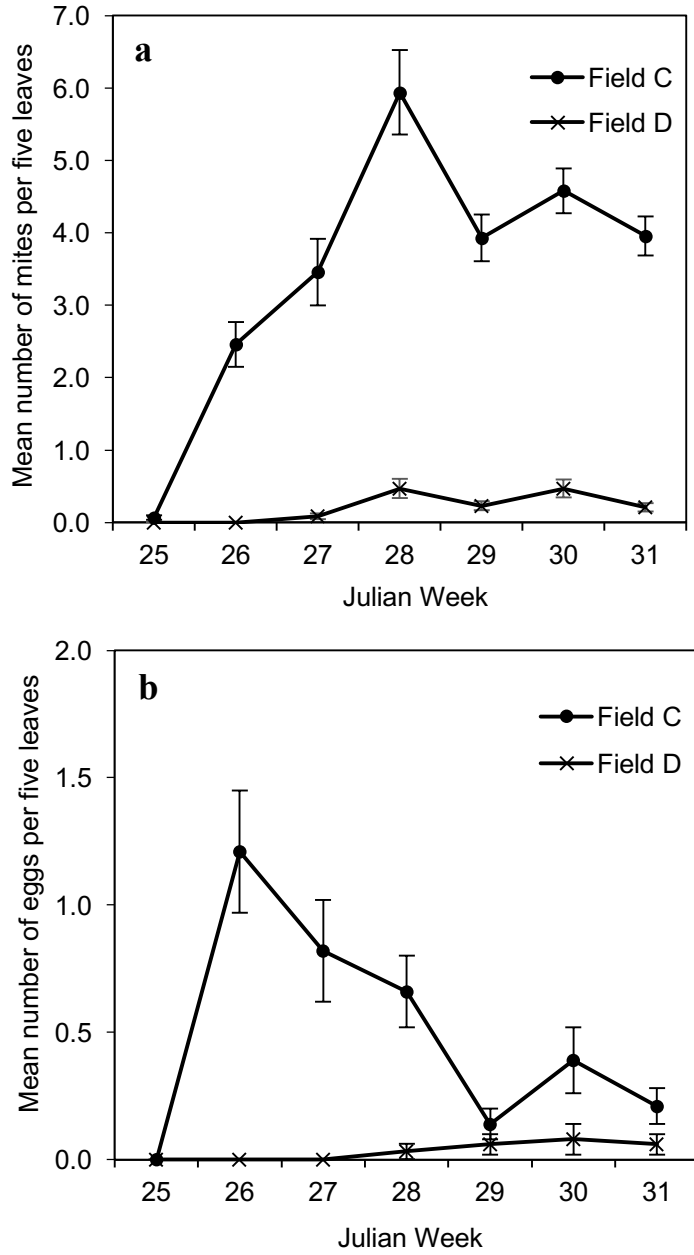 a
Mean number of mites per five leaves
7.0
6.0
5.0
4.0
3.0
2.0
1.0
0.0
Field C
Field D
25 26 27 28 29 30 31
Julian Week
b
Mean number of eggs per five leaves
2.0
1.5
1.0
0.5
0.0
Field C
Field D
25 26 27 28 29 30 31
Julian Week